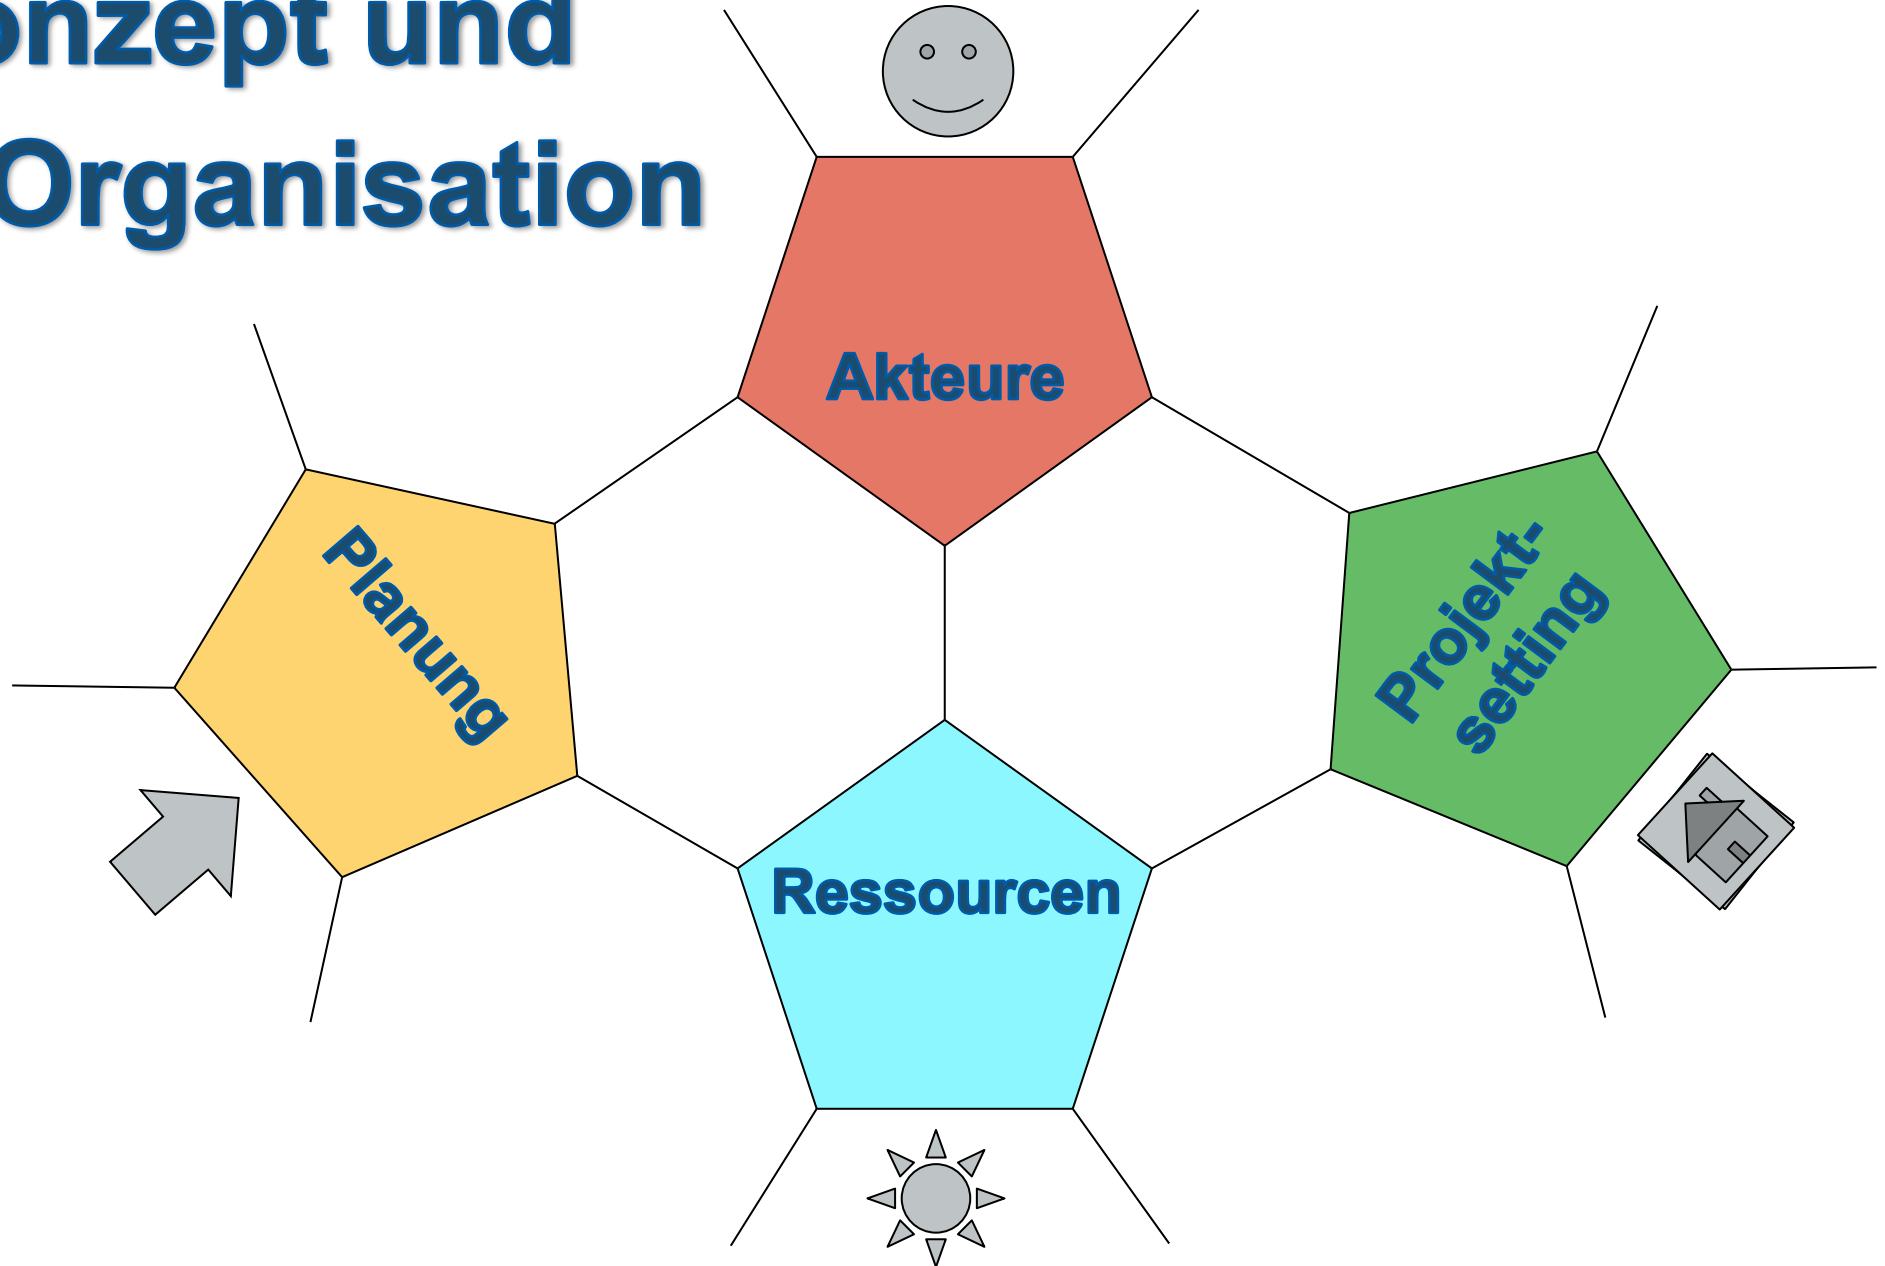 onzept und
Organisation
Akteure
Planung
Projekt-
setting
Ressourcen